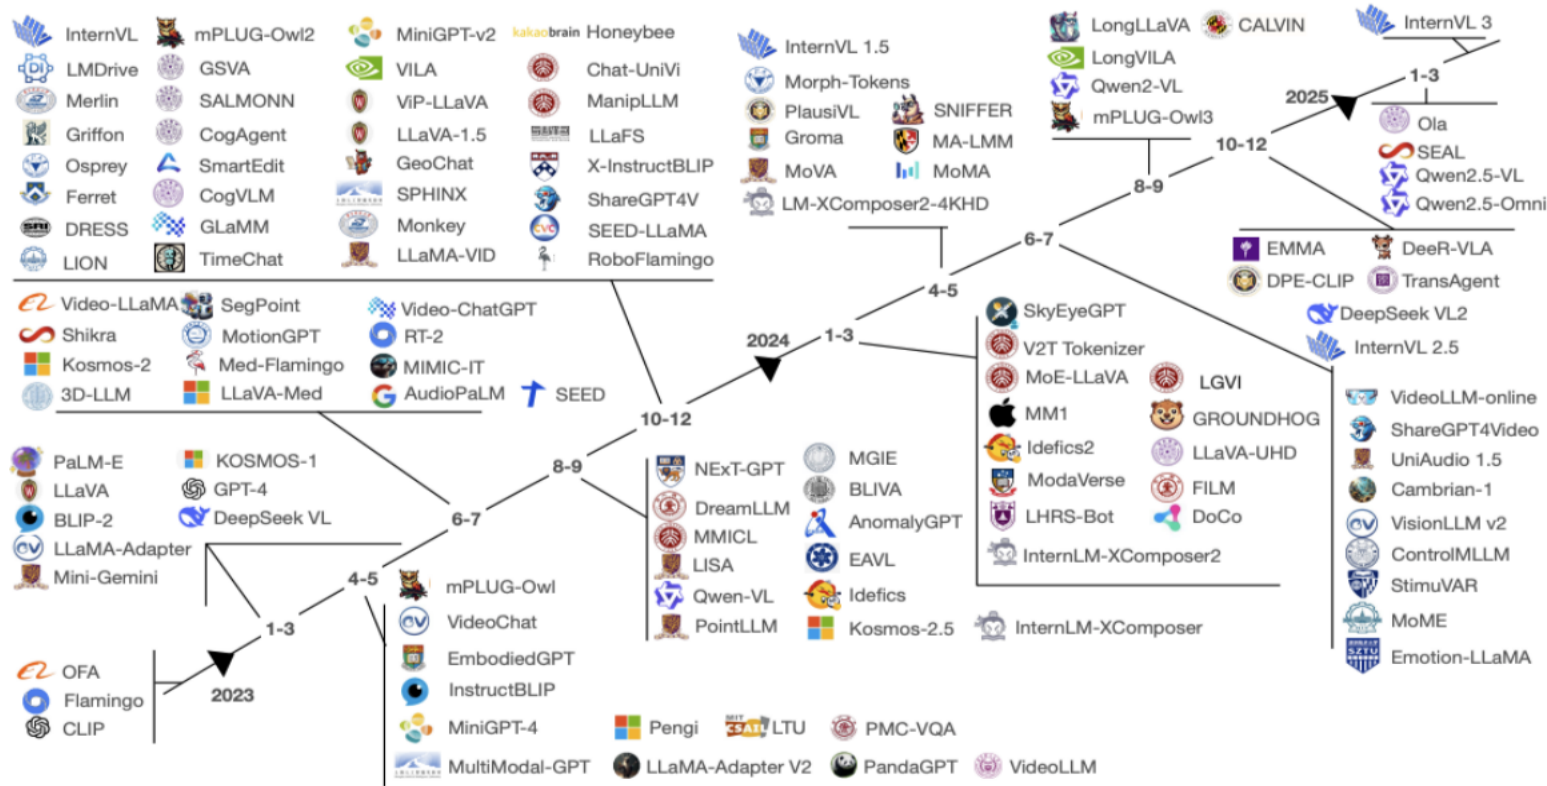 InternVL mPLUG-Owl2 MiniGPT-v2 kakaobrain Honeybee
LMDrive GSVA VILA Chat-UniVi
Merlin SALMONN ViP-LLaVA ManipLLM
Griffon CogAgent LLaVA-1.5 LLaFS
Osprey SmartEdit GeoChat X-InstructBLIP
Ferret CogVLM SPHINX ShareGPT4V
DRESS GLaMM Monkey SEED-LLaMA
LION TimeChat LLaMA-VID RoboFlamingo
InternVL 1.5
Morph-Tokens
PlausiVL SNIFFER
Groma MA-LMM
MoVA MoMA
LM-XComposer2-4KHD
LongLLaVA CALVIN
LongVILA
Qwen2-VL
mPLUG-Owl3
InternVL 3
1-3
2025
Ola
SEAL
Qwen2.5-VL
Qwen2.5-Omni
10-12
8-9
6-7
4-5
EMMA DeeR-VLA
DPE-CLIP TransAgent
DeepSeek VL2
InternVL 2.5
Video-LLaMA SegPoint Video-ChatGPT
Shikra MotionGPT RT-2
Kosmos-2 Med-Flamingo MIMIC-IT
3D-LLM LLaVA-Med AudioPaLM SEED
2024
1-3
10-12
8-9
6-7
4-5
SkyEyeGPT
V2T Tokenizer
MoE-LLaVA LGVI
MM1 GROUNDHOG
Idefics2 LLaVA-UHD
ModaVerse FILM
LHRS-Bot DoCo
InternLM-XComposer2
VideoLLM-online
ShareGPT4Video
UniAudio 1.5
Cambrian-1
VisionLLM v2
ControlMLLM
StimuVAR
MoME
SZTU Emotion-LLaMA
PaLM-E KOSMOS-1
LLaVA GPT-4
BLIP-2 DeepSeek VL
LLaMA-Adapter
Mini-Gemini
NExT-GPT MGIE
DreamLLM BLIVA
MMICL AnomalyGPT
LISA EAVL
Qwen-VL Idefics
PointLLM Kosmos-2.5 InternLM-XComposer
1-3
2023
OFA
Flamingo
CLIP
mPLUG-Owl
VideoChat
EmbodiedGPT
InstructBLIP
MiniGPT-4 Pengi MIT CSAIL LTU PMC-VQA
MultiModal-GPT LLaMA-Adapter V2 PandaGPT VideoLLM